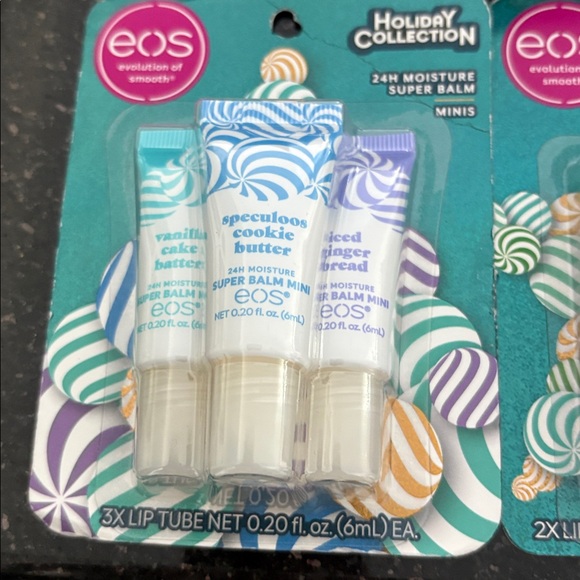 eos
evolution of
smooth®
HOLIDAY
COLLECTION
24H MOISTURE
SUPER BALM
MINIS
vanilla
cake
batter
24H MOISTURE
SUPER BALM MINI
eos®
NET 0.20 fl. oz. (6mL)
speculoos
cookie
butter
24H MOISTURE
SUPER BALM MINI
eos®
NET 0.20 fl. oz. (6mL)
iced
ginger
bread
24H MOISTURE
SUPER BALM MINI
eos®
0.20 fl. oz. (6mL)
3X LIP TUBE NET 0.20 fl. oz. (6mL) EA.
eos
evolution
smooth
2X LI